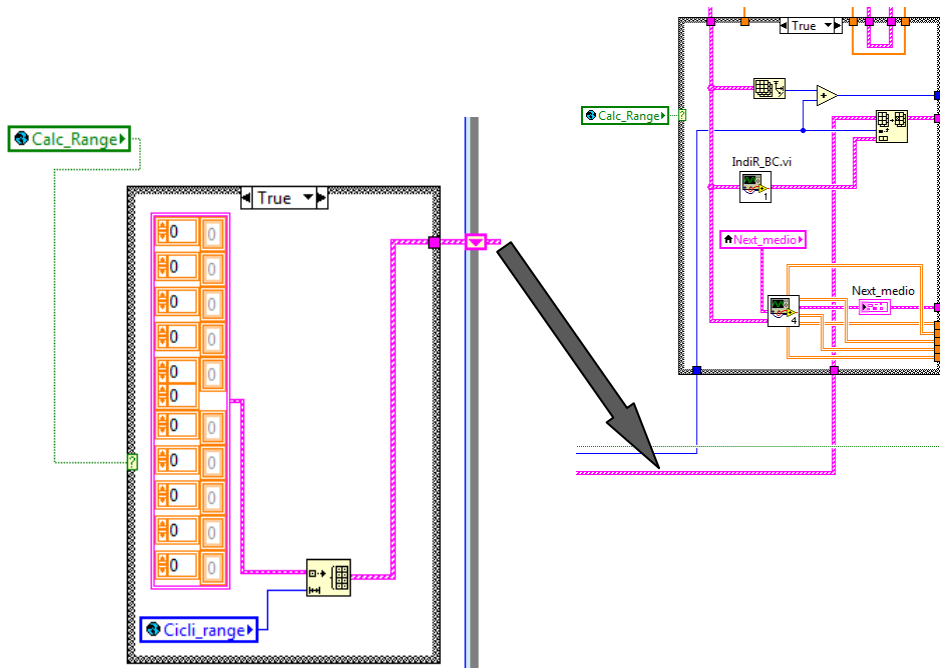 Calc_Range
True
0 0
0 0
0 0
0 0
0 0
0
0 0
0 0
0 0
0 0
0 0
?
Cicli_range
True
Calc_Range
?
+
IndiR_BC.vi
1
Next_medio
Next_medio
4